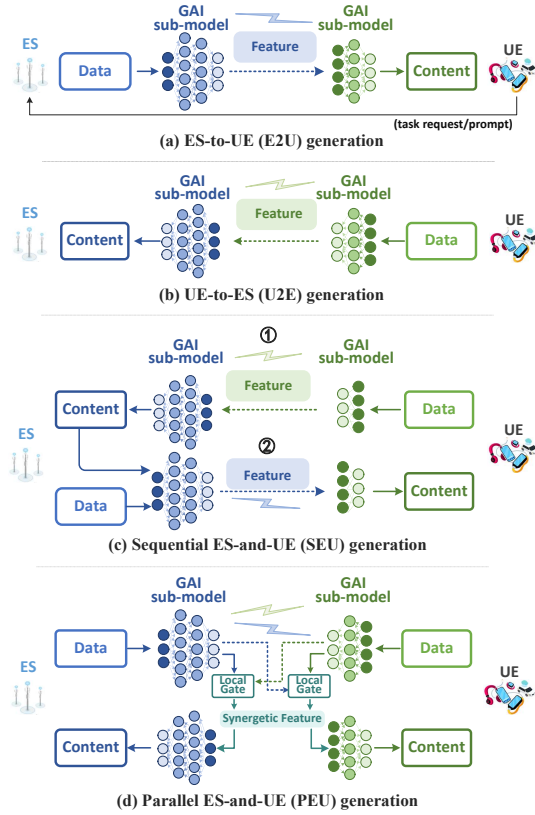 GAI
sub-model
GAI
sub-model
ES
UE
Data
Feature
Content
(task request/prompt)
(a) ES-to-UE (E2U) generation
GAI
sub-model
GAI
sub-model
ES
UE
Content
Feature
Data
(b) UE-to-ES (U2E) generation
①
GAI
sub-model
GAI
sub-model
Content
Feature
Data
ES
UE
②
Data
Feature
Content
(c) Sequential ES-and-UE (SEU) generation
GAI
sub-model
GAI
sub-model
Data
Data
ES
UE
Local
Gate
Local
Gate
Synergetic Feature
Content
Content
(d) Parallel ES-and-UE (PEU) generation